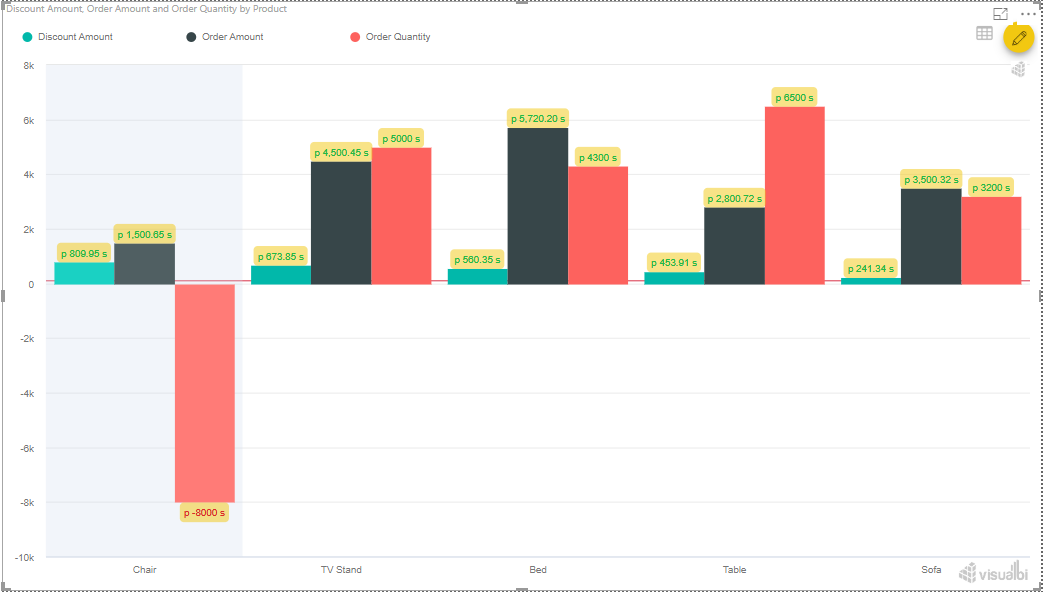 Discount Amount, Order Amount and Order Quantity by Product
Discount Amount Order Amount Order Quantity
8k
6k
4k
2k
0
-2k
-4k
-6k
-8k
-10k
p 809.95 s
p 1,500.65 s
p -8000 s
p 673.85 s
p 4,500.45 s
p 5000 s
p 560.35 s
p 5,720.20 s
p 4300 s
p 453.91 s
p 2,800.72 s
p 6500 s
p 241.34 s
p 3,500.32 s
p 3200 s
Chair TV Stand Bed Table Sofa
visualbi